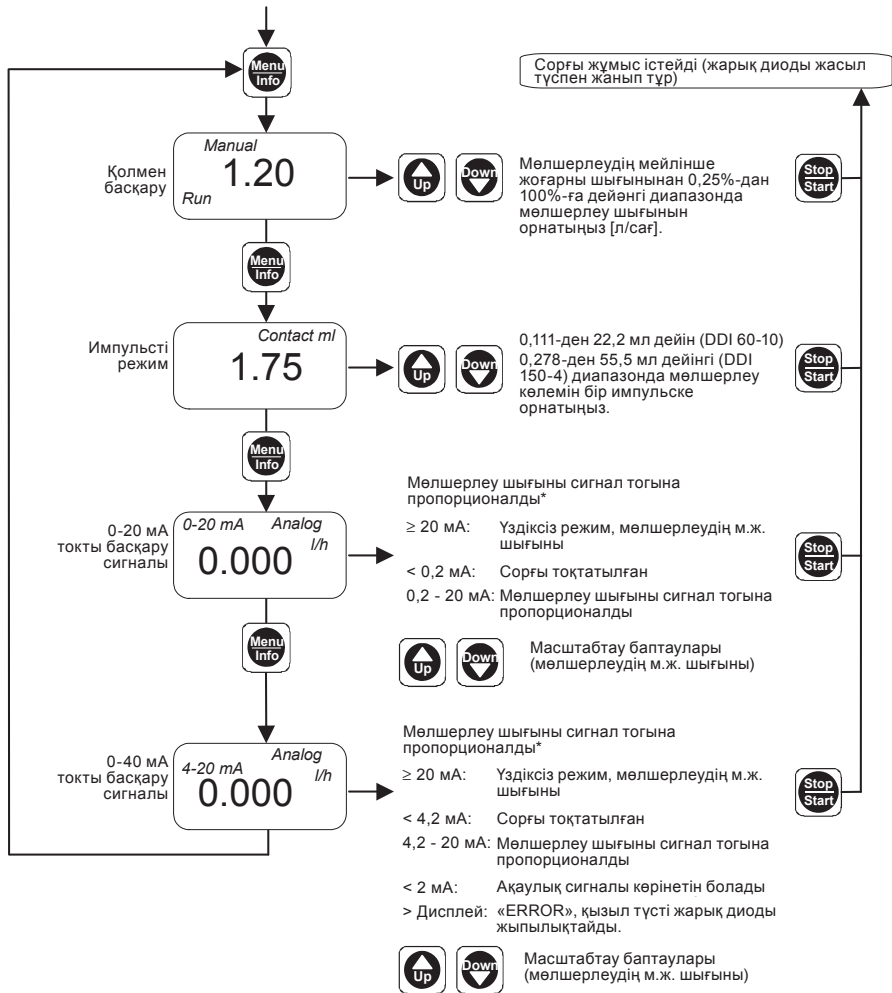 Menu
Info
Сорғы жұмыс істейді (жарық диоды жасыл
түспен жанып тұр)
Қолмен
басқару
Manual
1.20
Run
Up
Down
Мөлшерлеудің мейлінше
жоғарны шығынынан 0,25%-дан
100%-ға дейәнгі диапазонда
мөлшерлеу шығынын
орнатыңыз [л/сағ].
Stop
Start
Menu
Info
Импульсті
режим
Contact ml
1.75
Up
Down
0,111-ден 22,2 мл дейін (DDI 60-10)
0,278-ден 55,5 мл дейінгі (DDI
150-4) диапазонда мөлшерлеу
көлемін бір импульске
орнатыңыз.
Stop
Start
Menu
Info
0-20 мА
токты басқару
сигналы
0-20 mA Analog
l/h
0.000
Мөлшерлеу шығыны сигнал тогына
пропорционалды*
≥ 20 мА: Үздіксіз режим, мөлшерлеудің м.ж.
шығыны
< 0,2 мА: Сорғы тоқтатылған
0,2 - 20 мА: Мөлшерлеу шығыны сигнал тогына
пропорционалды
Stop
Start
Up
Down
Масштабтау баптаулары
(мөлшерлеудің м.ж. шығыны)
Menu
Info
0-40 мА
токты басқару
сигналы
4-20 mA Analog
l/h
0.000
Мөлшерлеу шығыны сигнал тогына
пропорционалды*
≥ 20 мА: Үздіксіз режим, мөлшерлеудің м.ж.
шығыны
< 4,2 мА: Сорғы тоқтатылған
4,2 - 20 мА: Мөлшерлеу шығыны сигнал тогына
пропорционалды
< 2 мА: Ақаулық сигналы көрінетін болады
> Дисплей: «ERROR», қызыл түсті жарық диоды
жыпылықтайды.
Stop
Start
Up
Down
Масштабтау баптаулары
(мөлшерлеудің м.ж. шығыны)